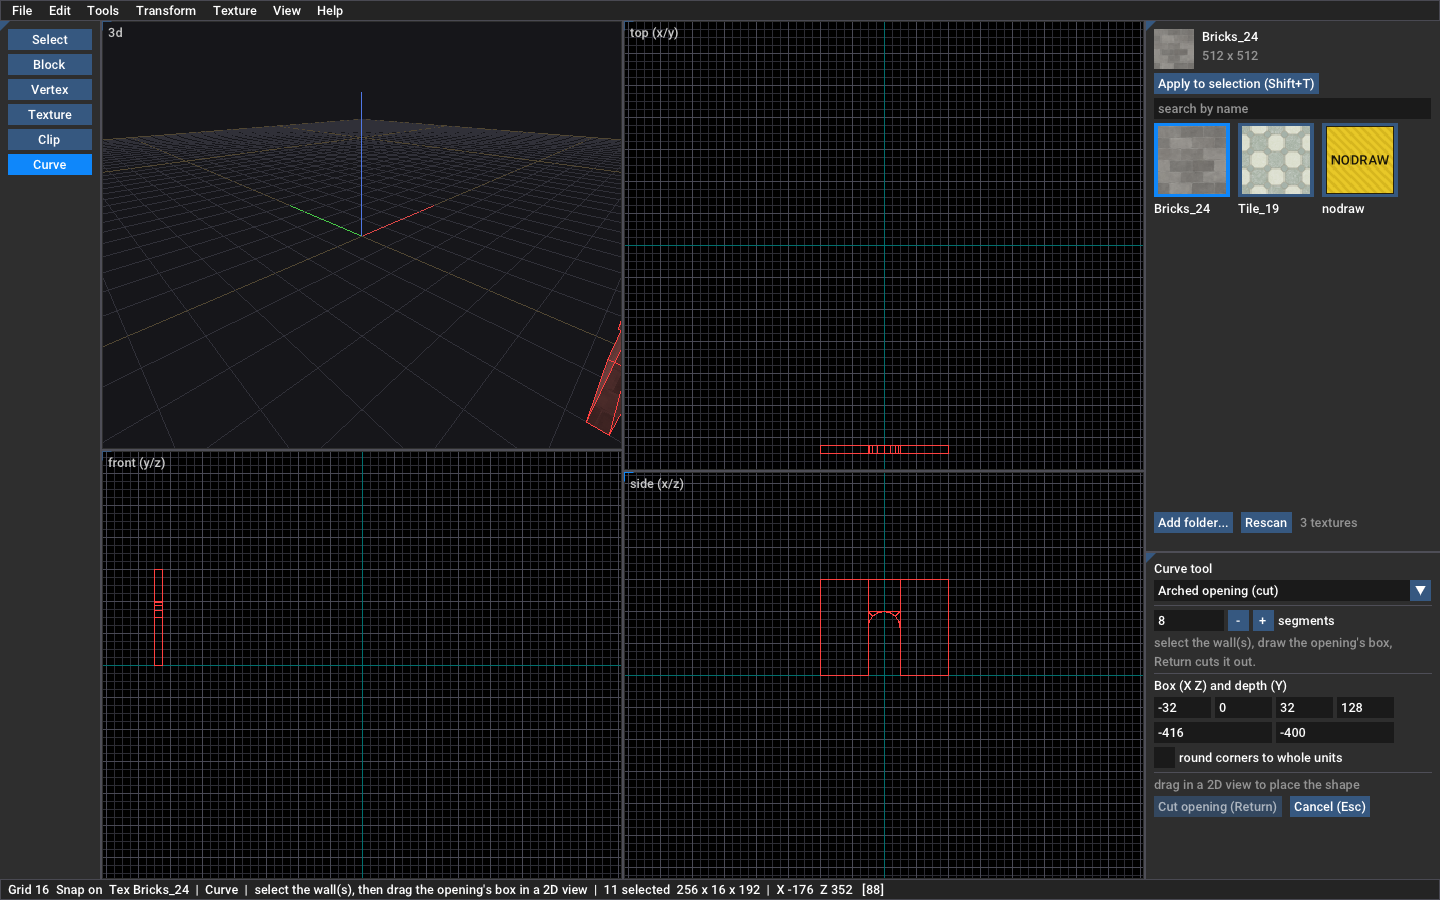 File Edit Tools Transform Texture View Help
Select
Block
Vertex
Texture
Clip
Curve
3d
top (x/y)
front (y/z)
side (x/z)
Bricks_24
512 x 512
Apply to selection (Shift+T)
search by name
NODRAW
Bricks_24 Tile_19 nodraw
Add folder... Rescan 3 textures
Curve tool
Arched opening (cut)
8 - + segments
select the wall(s), draw the opening's box,
Return cuts it out.
Box (X Z) and depth (Y)
-32 0 32 128
-416 -400
round corners to whole units
drag in a 2D view to place the shape
Cut opening (Return) Cancel (Esc)
Grid 16 Snap on Tex Bricks_24 | Curve | select the wall(s), then drag the opening's box in a 2D view | 11 selected 256 x 16 x 192 | X -176 Z 352 [88]